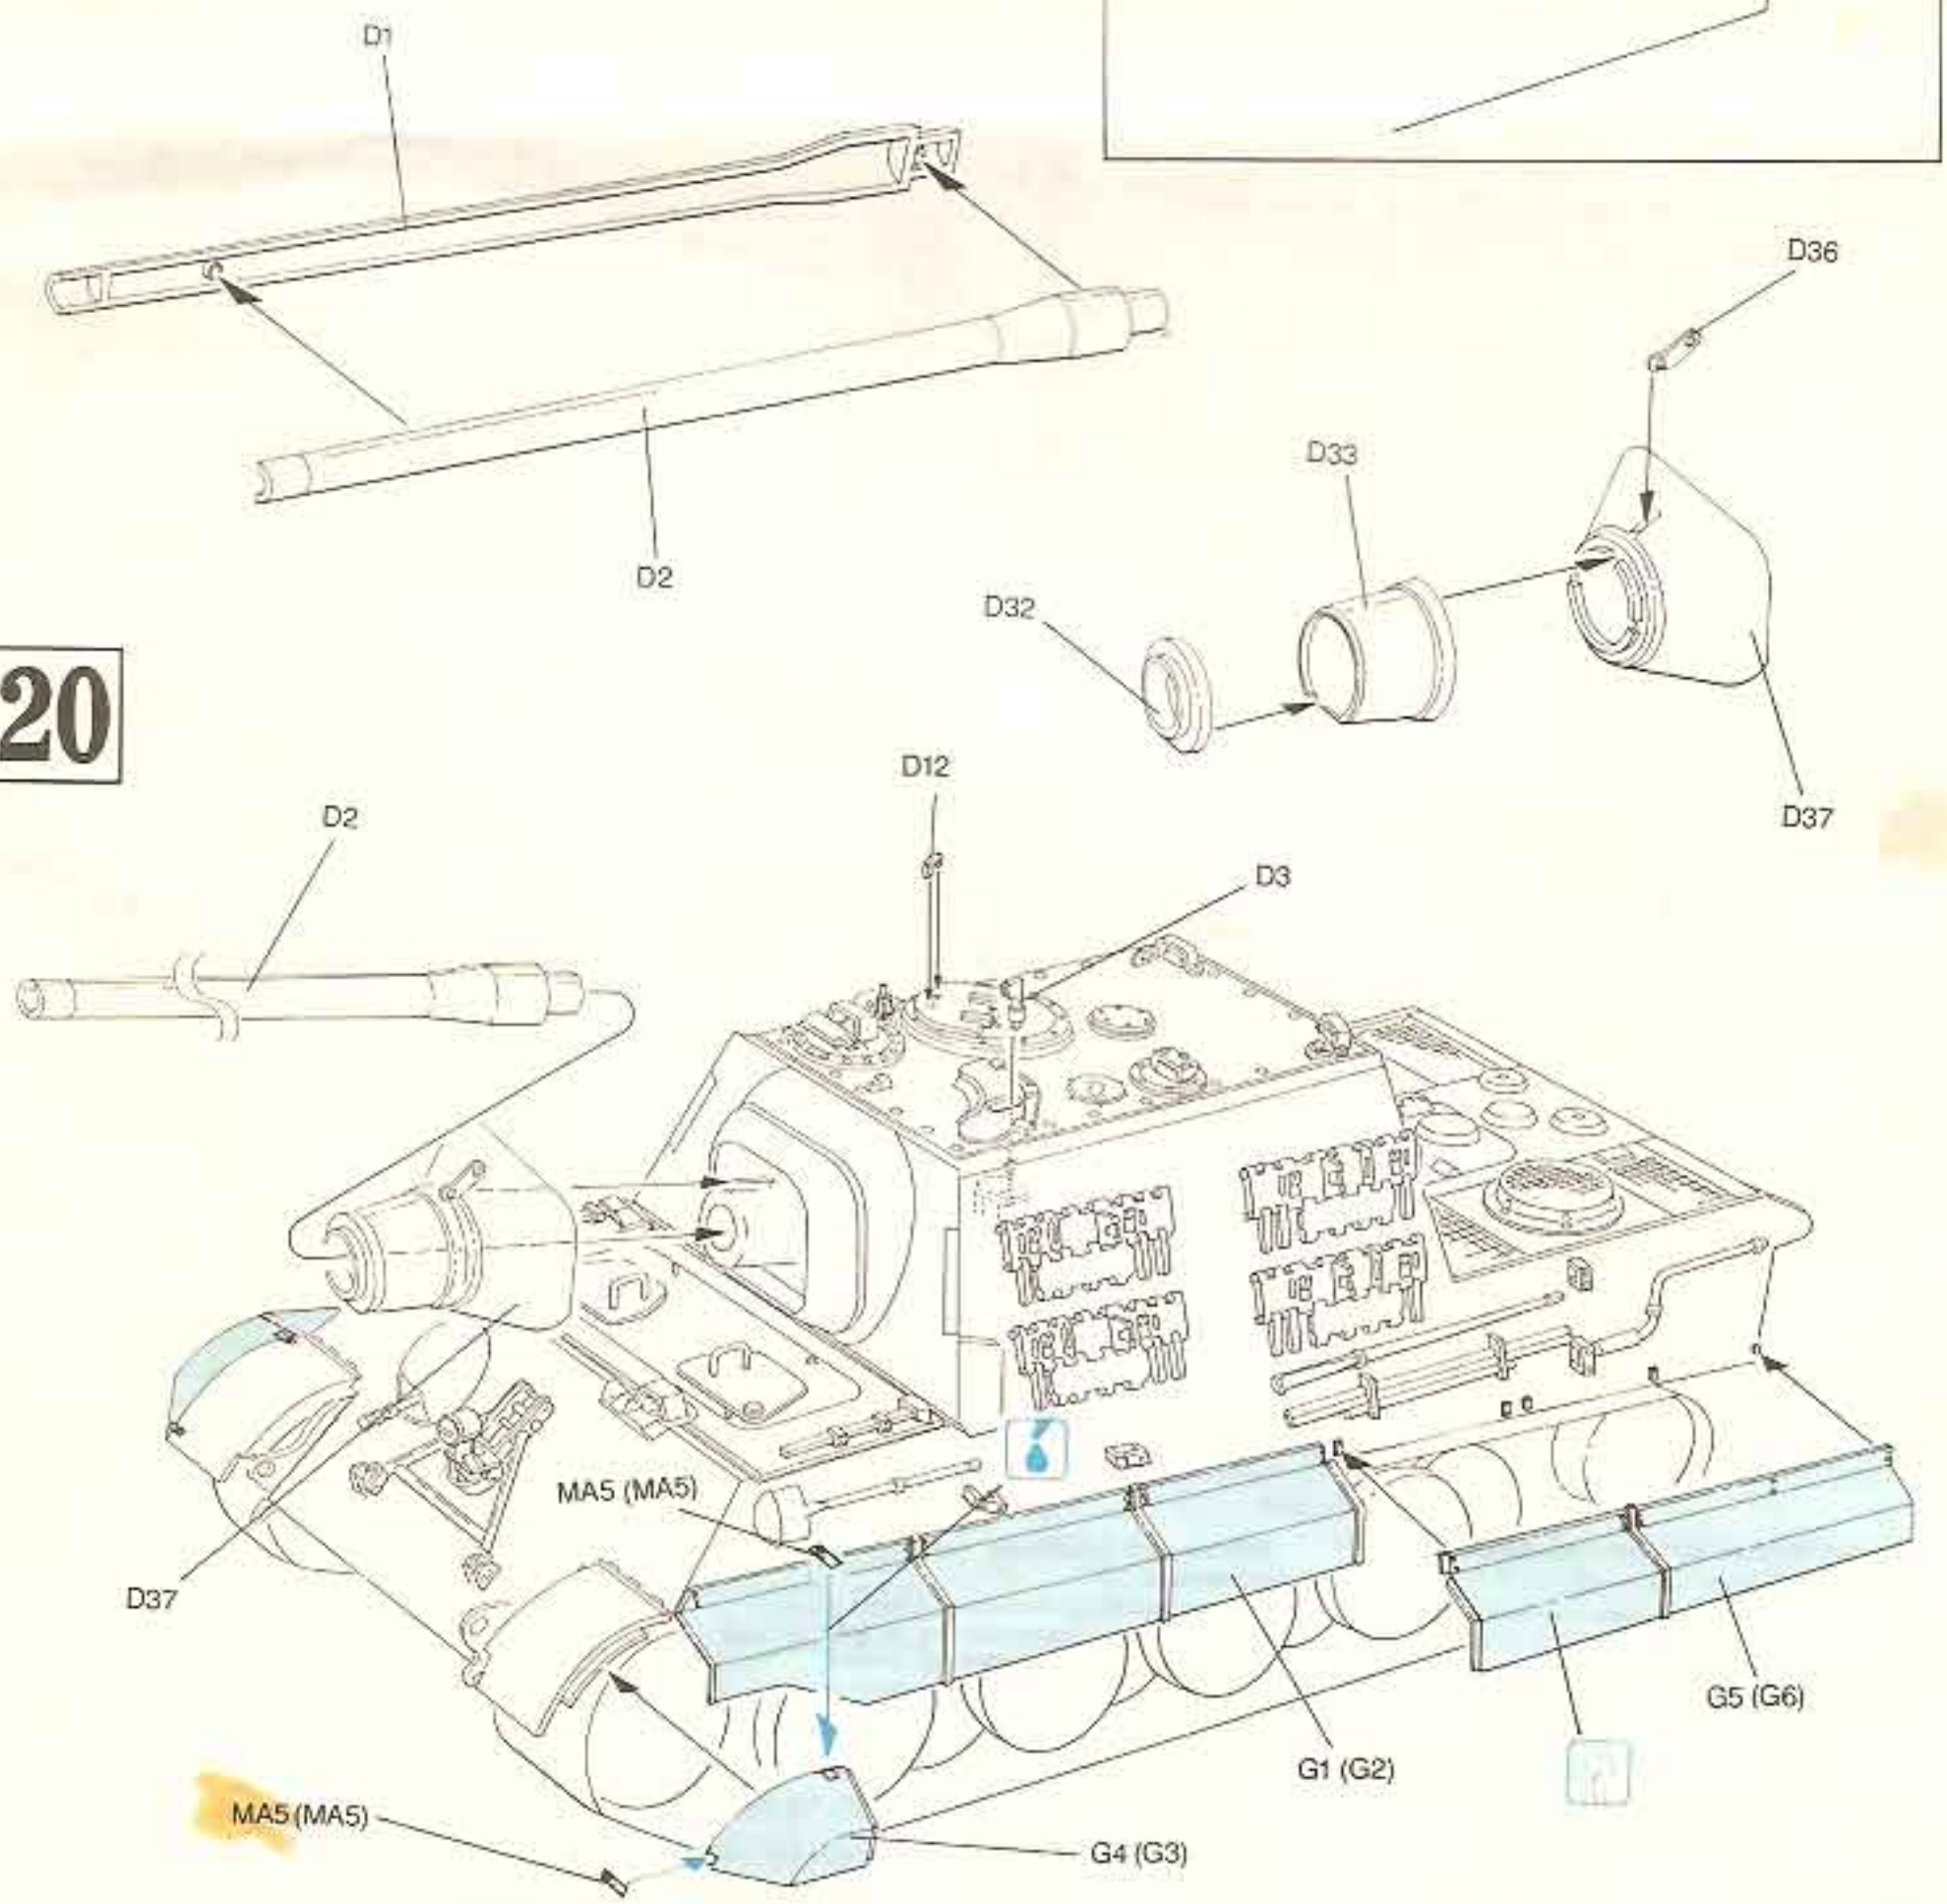 D1
D36
D33
D2
D32
20
D12
D37
D2
D3
MA5 (MA5)
D37
G5 (G6)
G1 (G2)
MA5 (MA5)
G4 (G3)